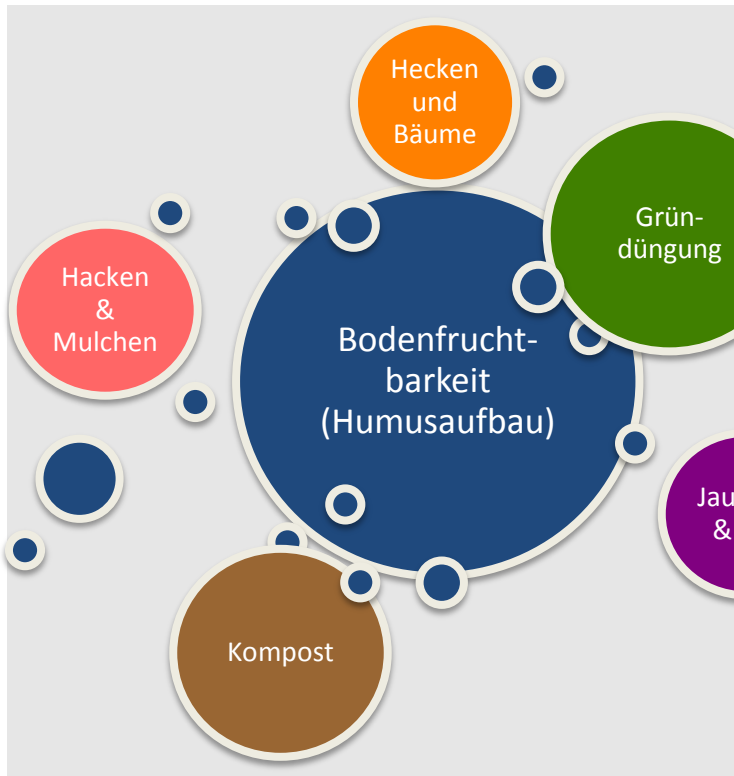 Hecken
und
Bäume
Grün-
düngung
Hacken
&
Mulchen
Bodenfrucht-
barkeit
(Humusaufbau)
&
Kompost